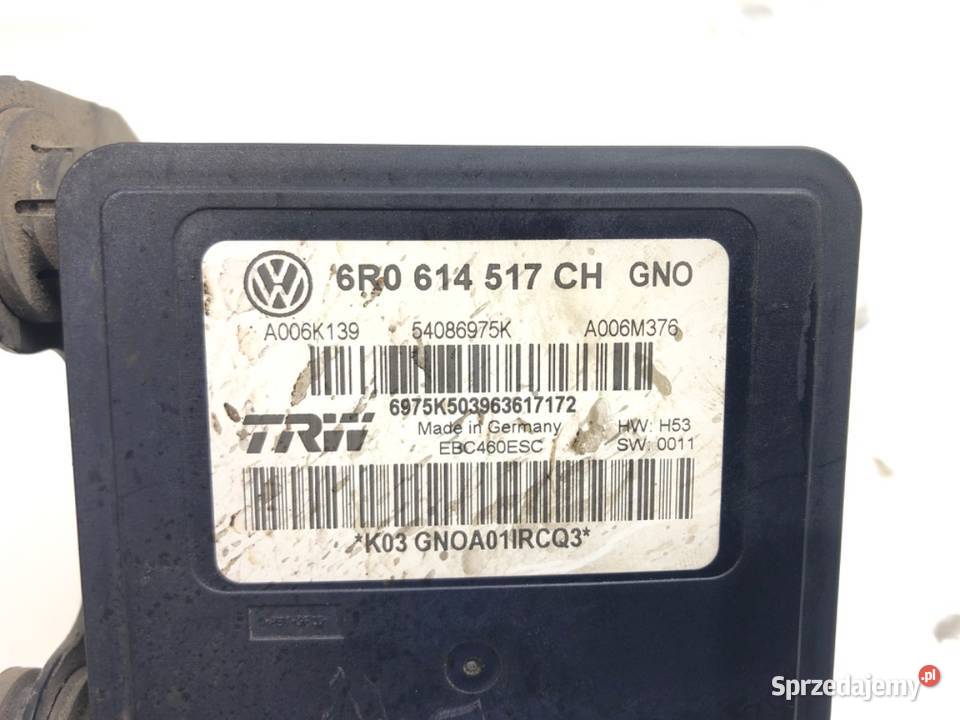 6R0 614 517 CH GNO
A006K139 54086975K A006M376
6975K503963617172
TRW Made in Germany HW: H53
EBC460ESC SW: 0011
*K03 GNOA01IRCQ3*
Sprzedajemy.pl